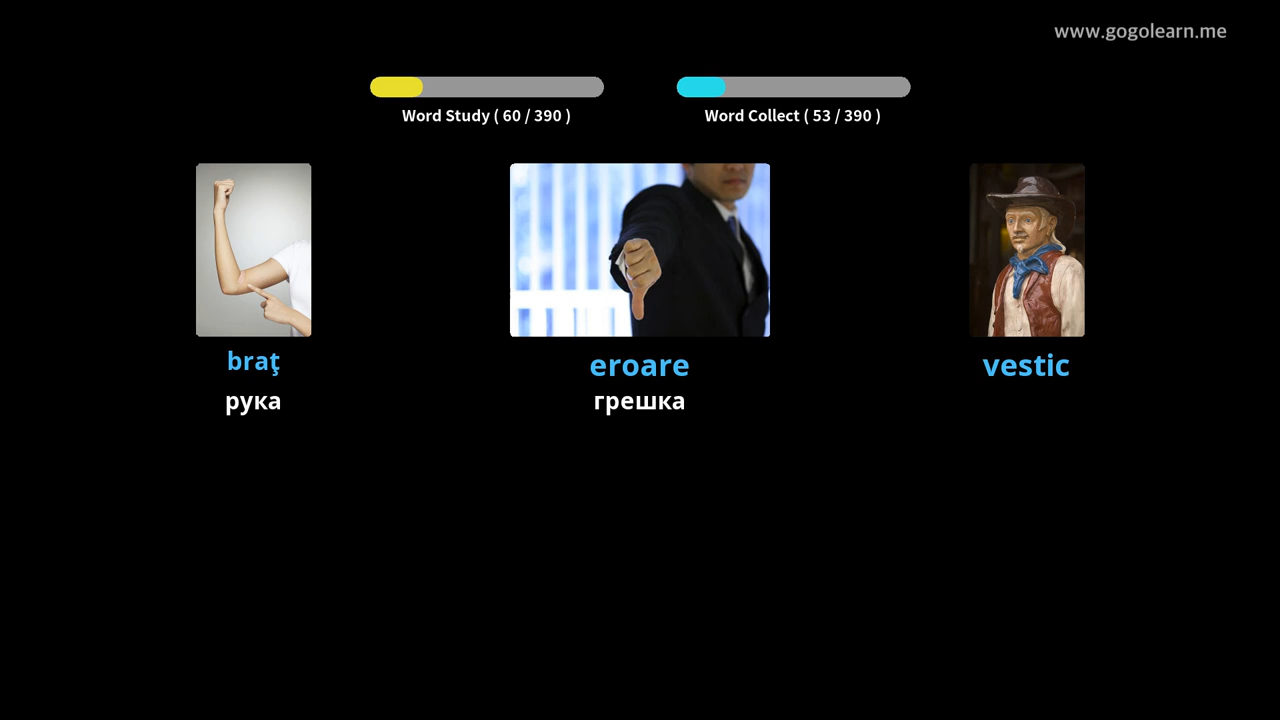 www.gogolearn.me
Word Study ( 60 / 390 )
Word Collect ( 53 / 390 )
braţ
рука
eroare
грешка
vestic